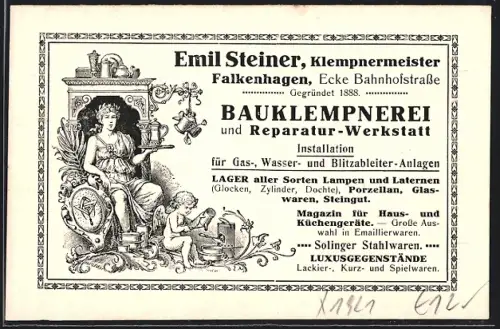 Emil Steiner, Klempnermeister
Falkenhagen, Ecke Bahnhofstraße
Gegründet 1888.
BAUKLEMPNEREI
und Reparatur-Werkstatt
Installation
für Gas-, Wasser- und Blitzableiter-Anlagen
LAGER aller Sorten Lampen und Laternen
(Glocken, Zylinder, Dochte), Porzellan, Glas-
waren, Steingut.
Magazin für Haus- und
Küchengeräte. — Große Aus-
wahl in Emaillierwaren.
Solinger Stahlwaren.
LUXUSGEGENSTÄNDE
Lackier-, Kurz- und Spielwaren.